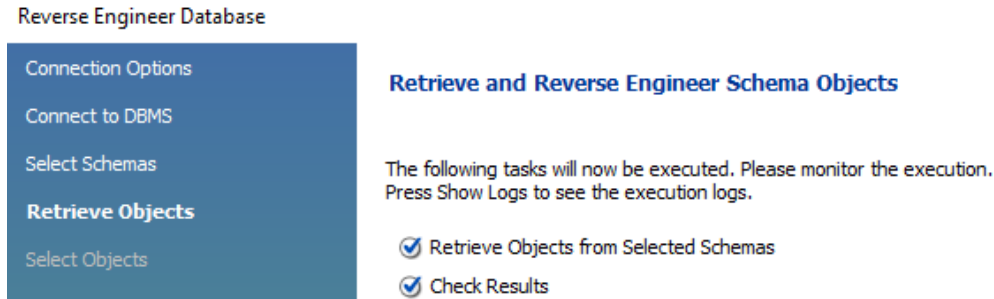 Reverse Engineer Database
Connection Options
Connect to DBMS
Select Schemas
Retrieve Objects
Select Objects
Retrieve and Reverse Engineer Schema Objects
The following tasks will now be executed. Please monitor the execution.
Press Show Logs to see the execution logs.
Retrieve Objects from Selected Schemas
Check Results